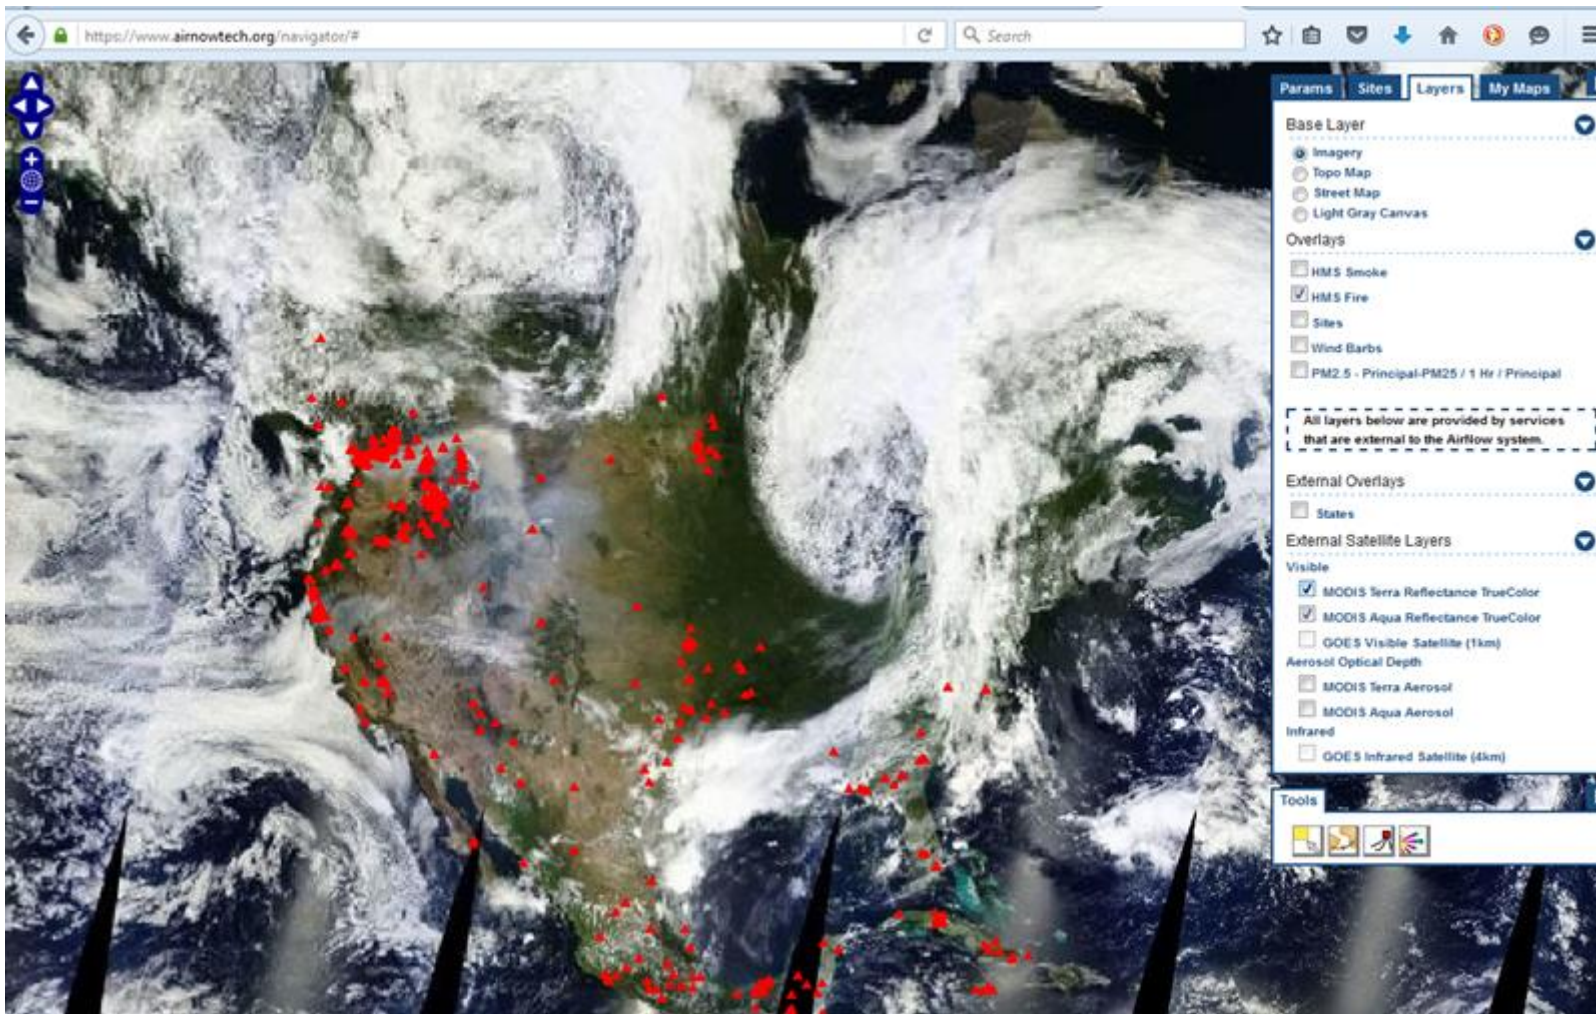 https://www.airnowtech.org/navigator/#
Search
Params
Sites
Layers
My Maps
Base Layer
Imagery
Topo Map
Street Map
Light Gray Canvas
Overlays
HMS Smoke
HMS Fire
Sites
Wind Barbs
PM2.5 - Principal-PM25 / 1 Hr / Principal
All layers below are provided by services
that are external to the AirNow system.
External Overlays
States
External Satellite Layers
Visible
MODIS Terra Reflectance TrueColor
MODIS Aqua Reflectance TrueColor
GOES Visible Satellite (1km)
Aerosol Optical Depth
MODIS Terra Aerosol
MODIS Aqua Aerosol
Infrared
GOES Infrared Satellite (4km)
Tools